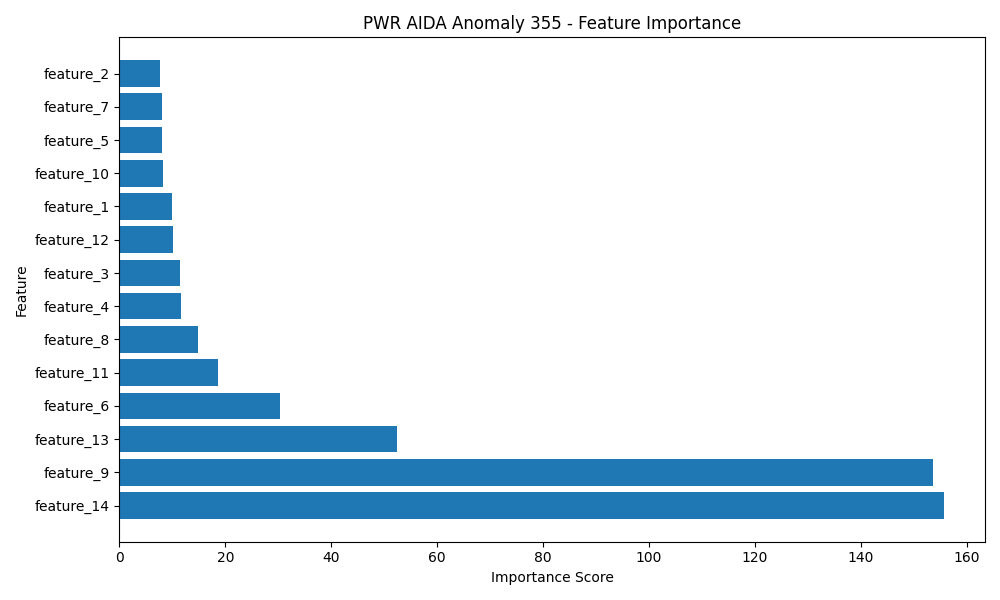 PWR AIDA Anomaly 355 - Feature Importance
feature_2
feature_7
feature_5
feature_10
feature_1
feature_12
feature_3
feature_4
feature_8
feature_11
feature_6
feature_13
feature_9
feature_14
Feature
0 20 40 60 80 100 120 140 160
Importance Score